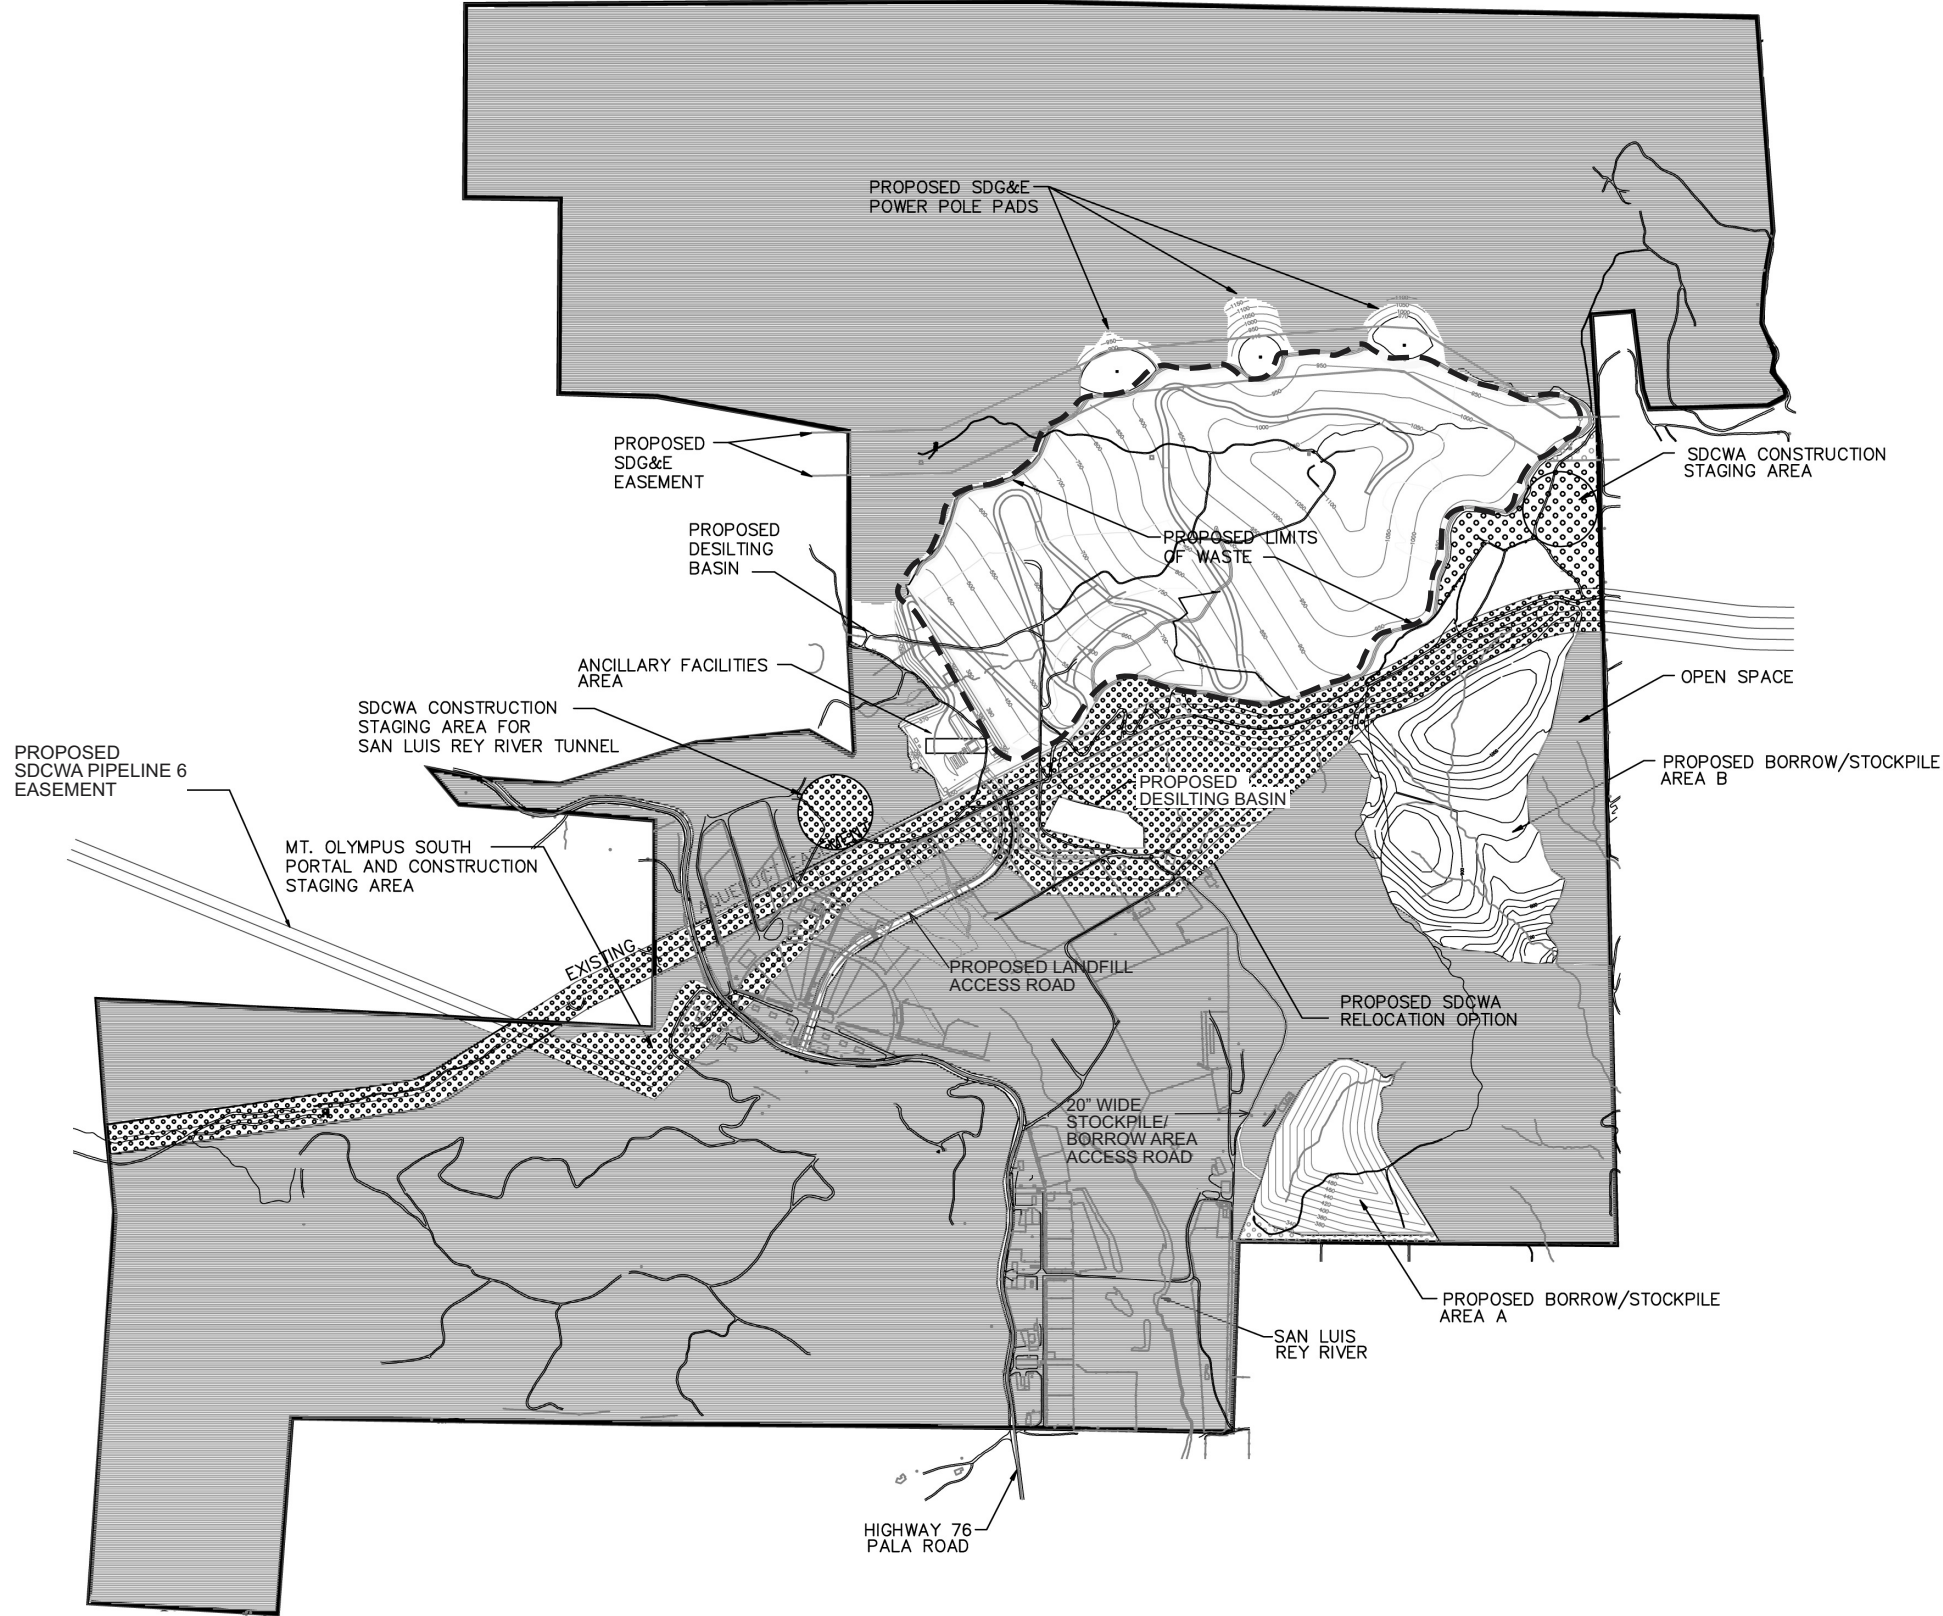 PROPOSED SDG&E
POWER POLE PADS
PROPOSED
SDG&E
EASEMENT
SDCWA CONSTRUCTION
STAGING AREA
PROPOSED
DESILTING
BASIN
PROPOSED LIMITS
OF WASTE
ANCILLARY FACILITIES
AREA
OPEN SPACE
SDCWA CONSTRUCTION
STAGING AREA FOR
SAN LUIS REY RIVER TUNNEL
PROPOSED
SDCWA PIPELINE 6
EASEMENT
PROPOSED BORROW/STOCKPILE
AREA B
PROPOSED
DESILTING BASIN
MT. OLYMPUS SOUTH
PORTAL AND CONSTRUCTION
STAGING AREA
EXISTING AQUEDUCT EASEMENT
PROPOSED LANDFILL
ACCESS ROAD
PROPOSED SDCWA
RELOCATION OPTION
20" WIDE
STOCKPILE/
BORROW AREA
ACCESS ROAD
PROPOSED BORROW/STOCKPILE
AREA A
SAN LUIS
REY RIVER
HIGHWAY 76
PALA ROAD